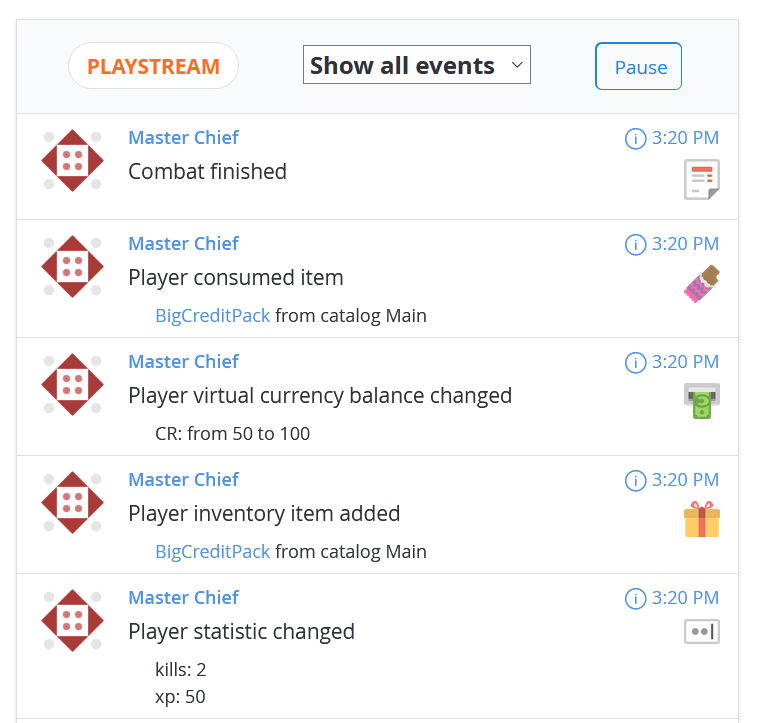 PLAYSTREAM
Show all events
Pause
Master Chief
3:20 PM
Combat finished
Master Chief
3:20 PM
Player consumed item
BigCreditPack from catalog Main
Master Chief
3:20 PM
Player virtual currency balance changed
CR: from 50 to 100
Master Chief
3:20 PM
Player inventory item added
BigCreditPack from catalog Main
Master Chief
3:20 PM
Player statistic changed
kills: 2
xp: 50